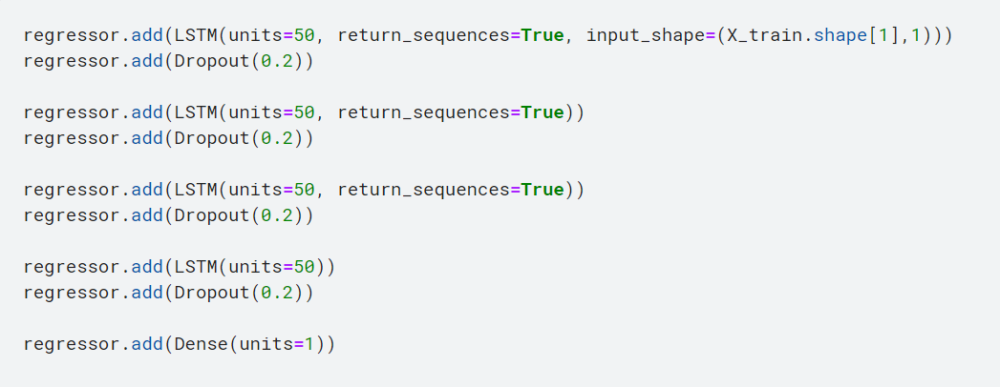 regressor.add(LSTM(units=50, return_sequences=True, input_shape=(X_train.shape[1],1)))
regressor.add(Dropout(0.2))
regressor.add(LSTM(units=50, return_sequences=True))
regressor.add(Dropout(0.2))
regressor.add(LSTM(units=50, return_sequences=True))
regressor.add(Dropout(0.2))
regressor.add(LSTM(units=50))
regressor.add(Dropout(0.2))
regressor.add(Dense(units=1))